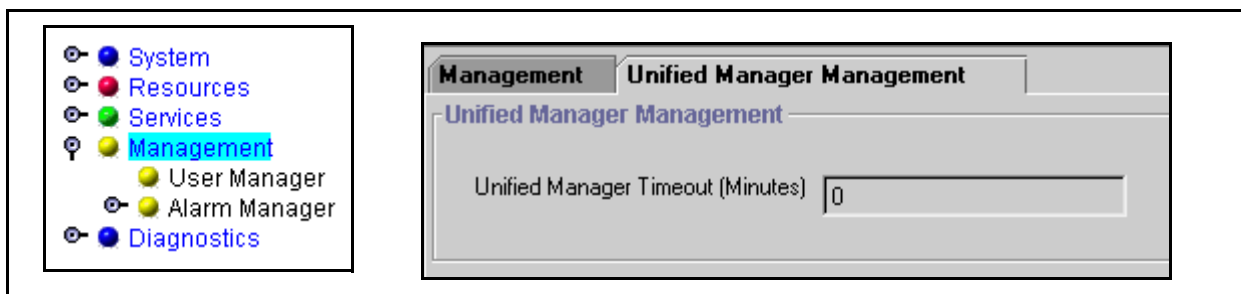 System
Resources
Services
Management
User Manager
Alarm Manager
Diagnostics
Management Unified Manager Management
Unified Manager Management
Unified Manager Timeout (Minutes) 0